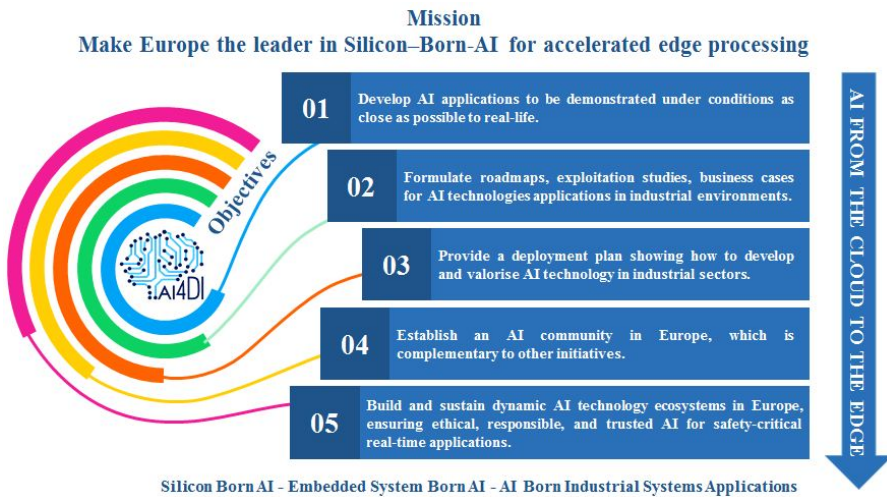 Mission
Make Europe the leader in Silicon–Born-AI for accelerated edge processing
Objectives
AI4DI
01
Develop AI applications to be demonstrated under conditions as
close as possible to real-life.
02
Formulate roadmaps, exploitation studies, business cases
for AI technologies applications in industrial environments.
03
Provide a deployment plan showing how to develop
and valorise AI technology in industrial sectors.
04
Establish an AI community in Europe, which is
complementary to other initiatives.
05
Build and sustain dynamic AI technology ecosystems in Europe,
ensuring ethical, responsible, and trusted AI for safety-critical
real-time applications.
AI FROM THE CLOUD TO THE EDGE
Silicon Born AI - Embedded System Born AI - AI Born Industrial Systems Applications